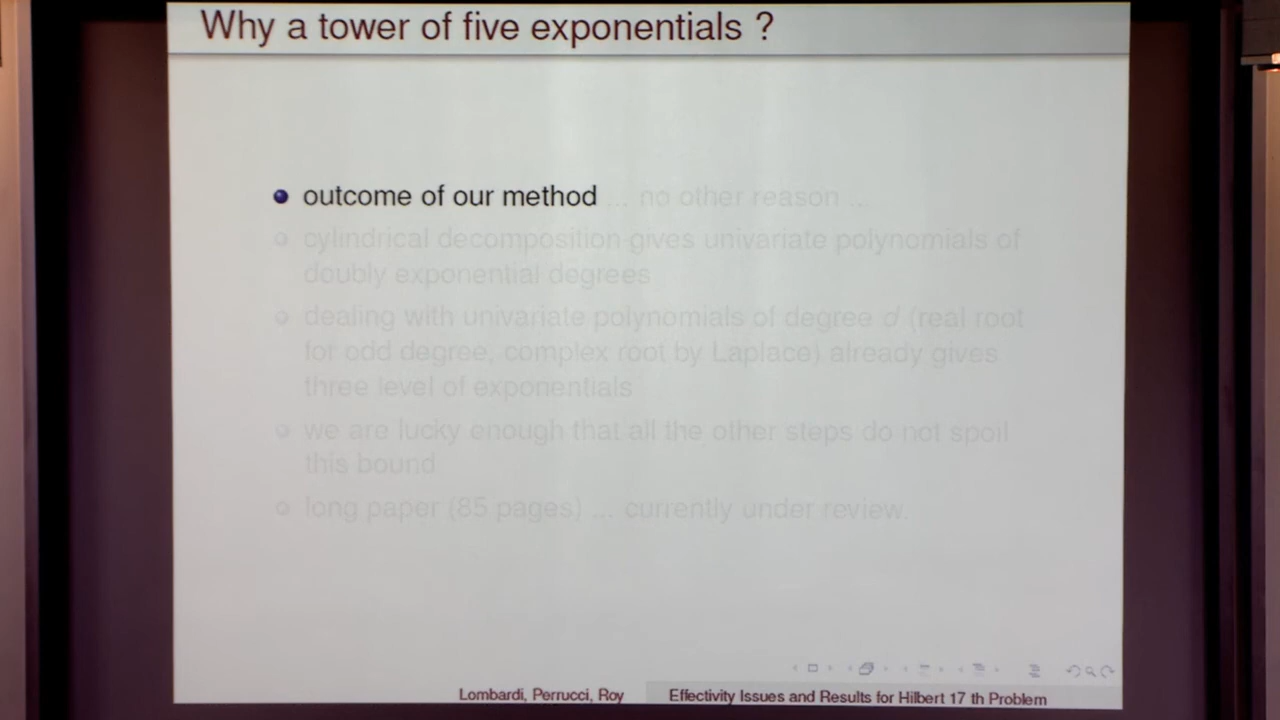 Why a tower of five exponentials ?
outcome of our method ... no other reason ...
cylindrical decomposition gives univariate polynomials of
doubly exponential degrees
dealing with univariate polynomials of degree d (real root
for odd degree, complex root by Laplace) already gives
three level of exponentials
we are lucky enough that all the other steps do not spoil
this bound
long paper (85 pages) ... currently under review.
Lombardi, Perrucci, Roy Effectivity Issues and Results for Hilbert 17 th Problem